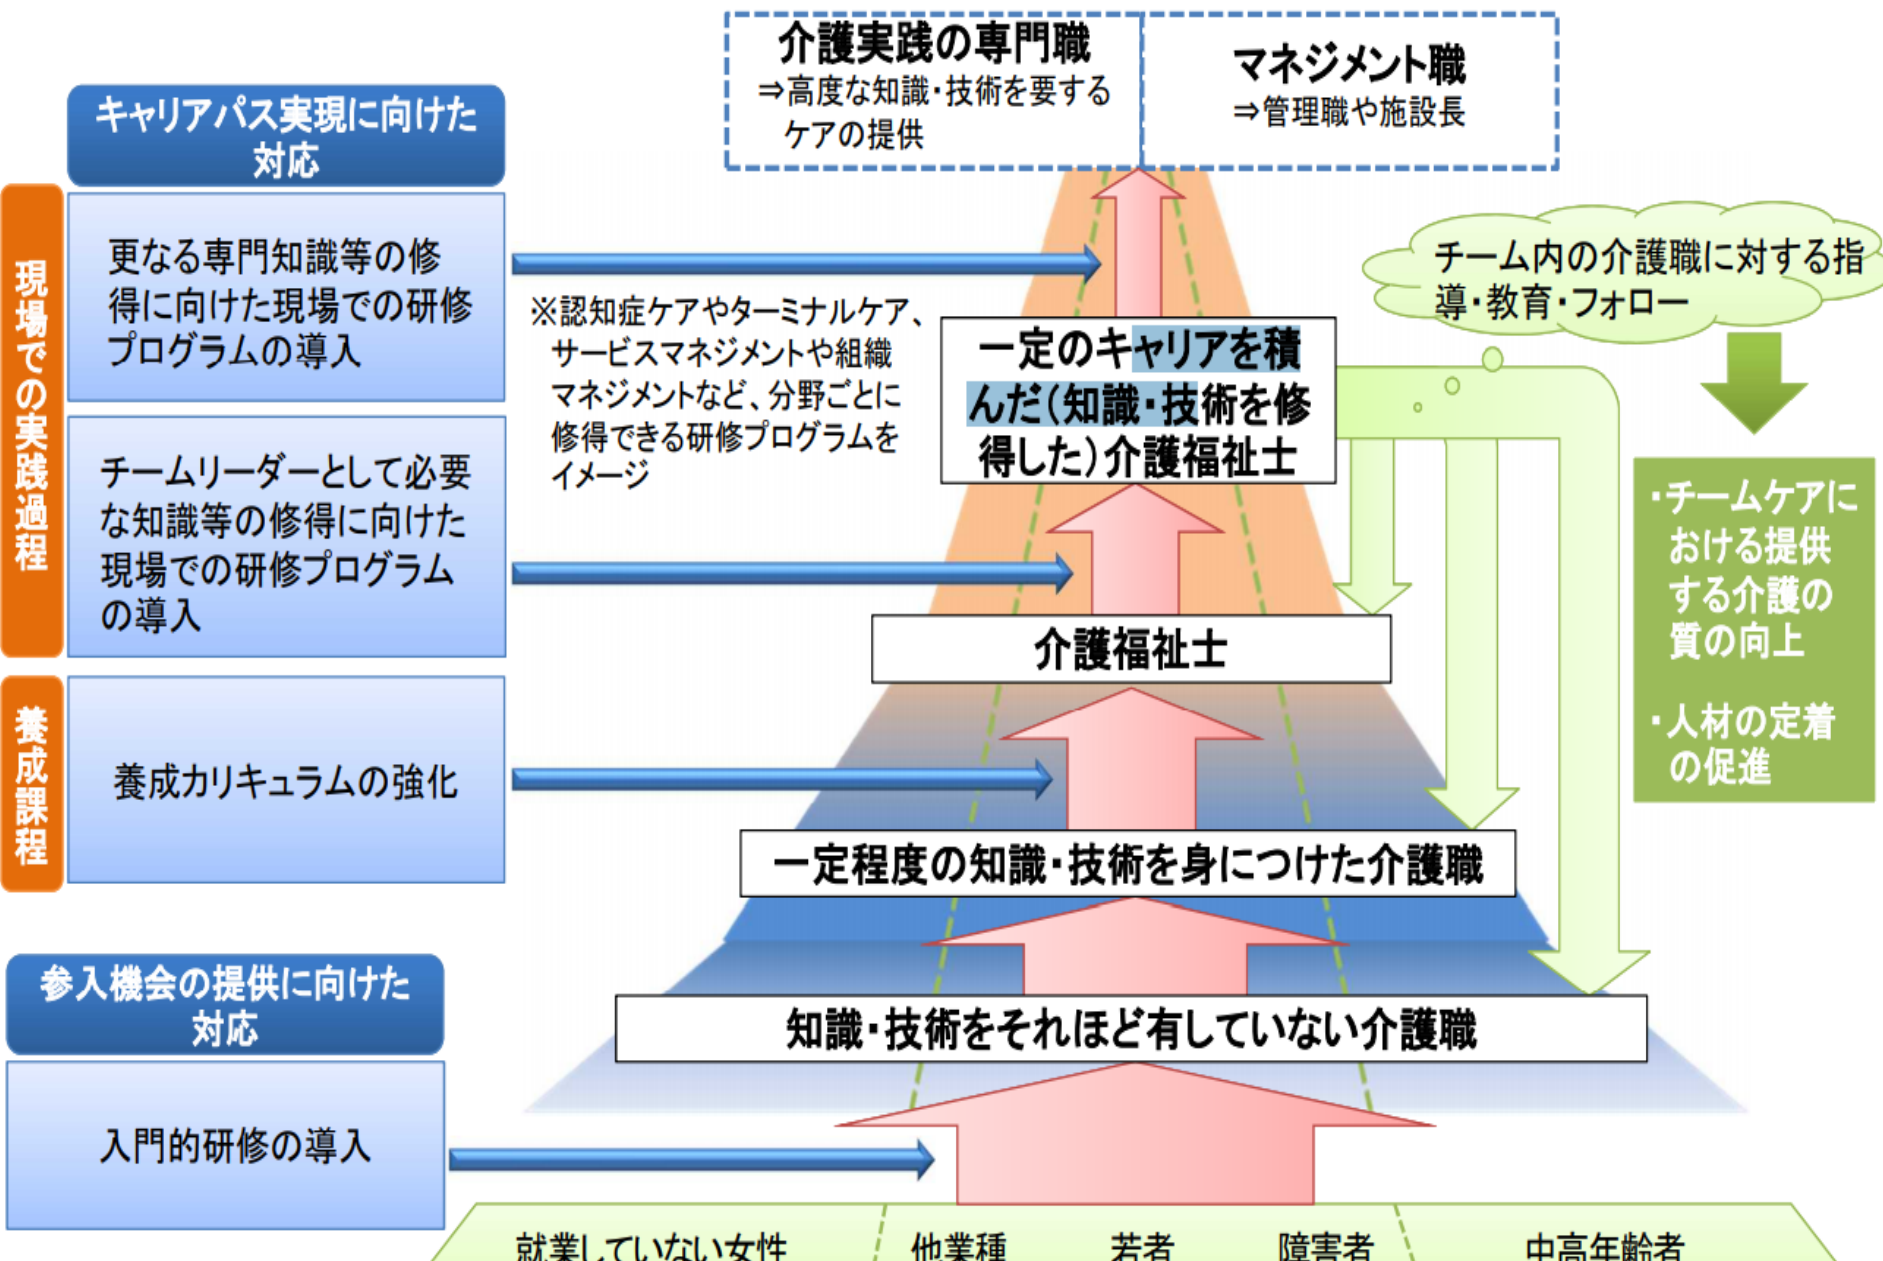 介護実践の専門職
⇒高度な知識・技術を要する
ケアの提供
マネジメント職
⇒管理職や施設長
キャリアパス実現に向けた
対応
現場での実践過程
更なる専門知識等の修
得に向けた現場での研修
プログラムの導入
※認知症ケアやターミナルケア、
サービスマネジメントや組織
マネジメントなど、分野ごとに
修得できる研修プログラムを
イメージ
チームリーダーとして必要
な知識等の修得に向けた
現場での研修プログラム
の導入
一定のキャリアを積
んだ(知識・技術を修
得した)介護福祉士
チーム内の介護職に対する指
導・教育・フォロー
・チームケアに
おける提供
する介護の
質の向上
・人材の定着
の促進
介護福祉士
養成課程
養成カリキュラムの強化
一定程度の知識・技術を身につけた介護職
知識・技術をそれほど有していない介護職
参入機会の提供に向けた
対応
入門的研修の導入
就業していない女性 他業種 若者 障害者 中高年齢者